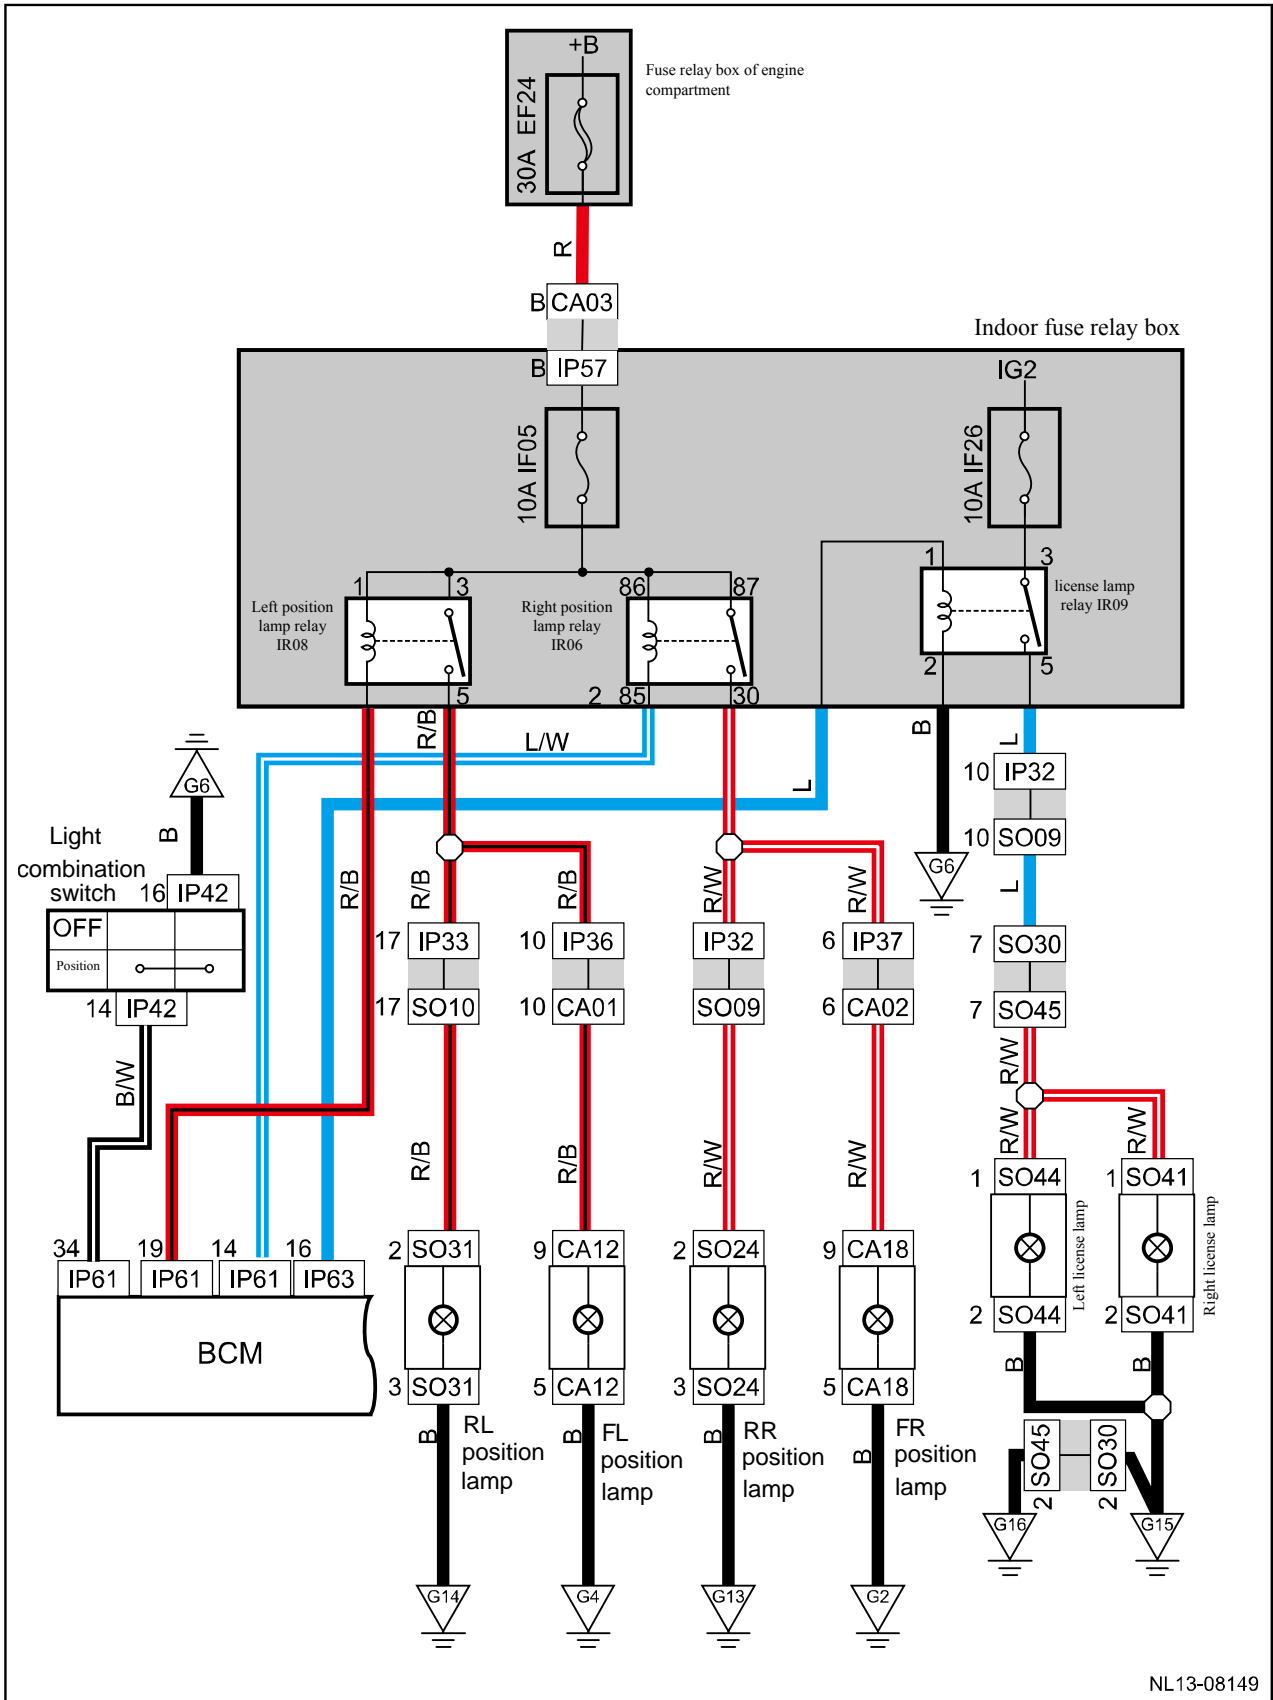 +B
30A EF24
Fuse relay box of engine
compartment
R
B CA03
Indoor fuse relay box
B IP57
IG2
10A IF05
10A IF26
1
3
86
87
1
3
Left position
lamp relay
IR08
Right position
lamp relay
IR06
license lamp
relay IR09
2
5
5
2
85
30
R/B
L/W
L
B
L
G6
B
10 IP32
10 SO09
G6
Light
combination
switch
16 IP42
OFF
Position
14 IP42
R/B
R/B
R/B
R/W
R/W
L
17 IP33
10 IP36
IP32
6 IP37
7 SO30
17 SO10
10 CA01
SO09
6 CA02
7 SO45
B/W
R/W
R/B
R/B
R/W
R/W
R/W
R/W
1 SO44
1 SO41
34
19
14
16
IP61
IP61
IP61
IP63
2 SO31
9 CA12
2 SO24
9 CA18
Left license lamp
Right license lamp
BCM
2 SO44
2 SO41
3 SO31
5 CA12
3 SO24
5 CA18
B
B
B
B
B
B
RL
position
lamp
FL
position
lamp
RR
position
lamp
FR
position
lamp
2 SO45
2 SO30
G16
G15
G14
G4
G13
G2
NL13-08149